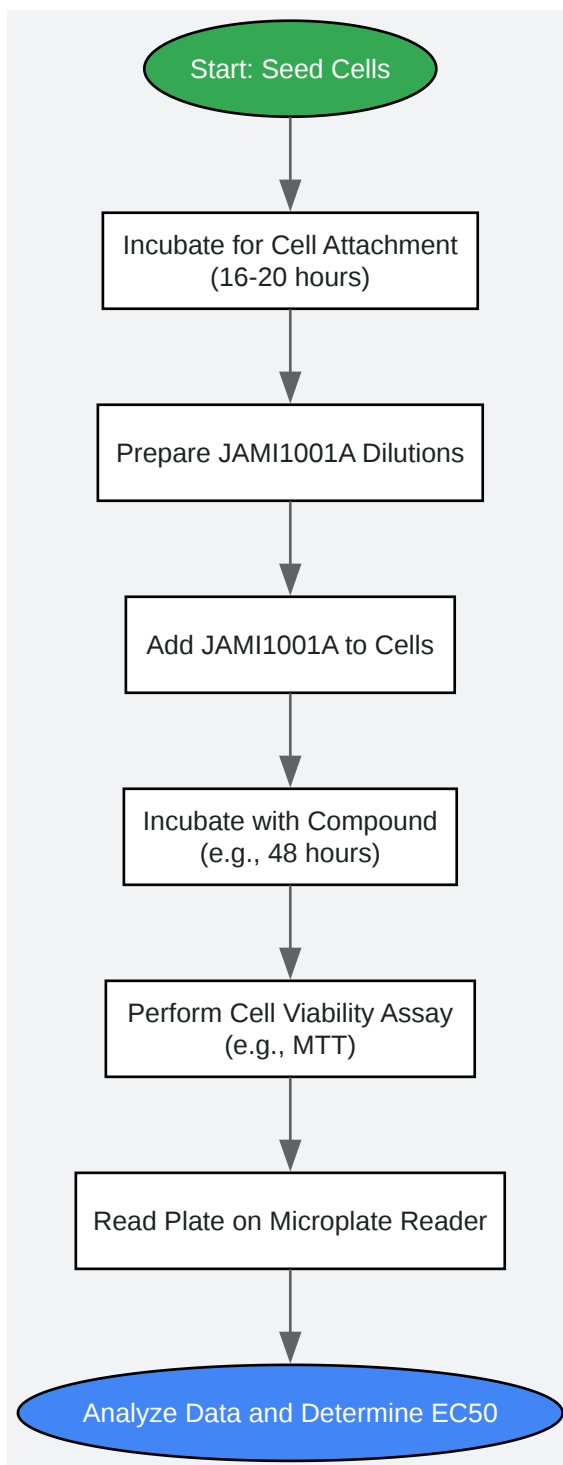 Start: Seed Cells
Incubate for Cell Attachment
(16-20 hours)
Prepare JAMI1001A Dilutions
Add JAMI1001A to Cells
Incubate with Compound
(e.g., 48 hours)
Perform Cell Viability Assay
(e.g., MTT)
Read Plate on Microplate Reader
Analyze Data and Determine EC50